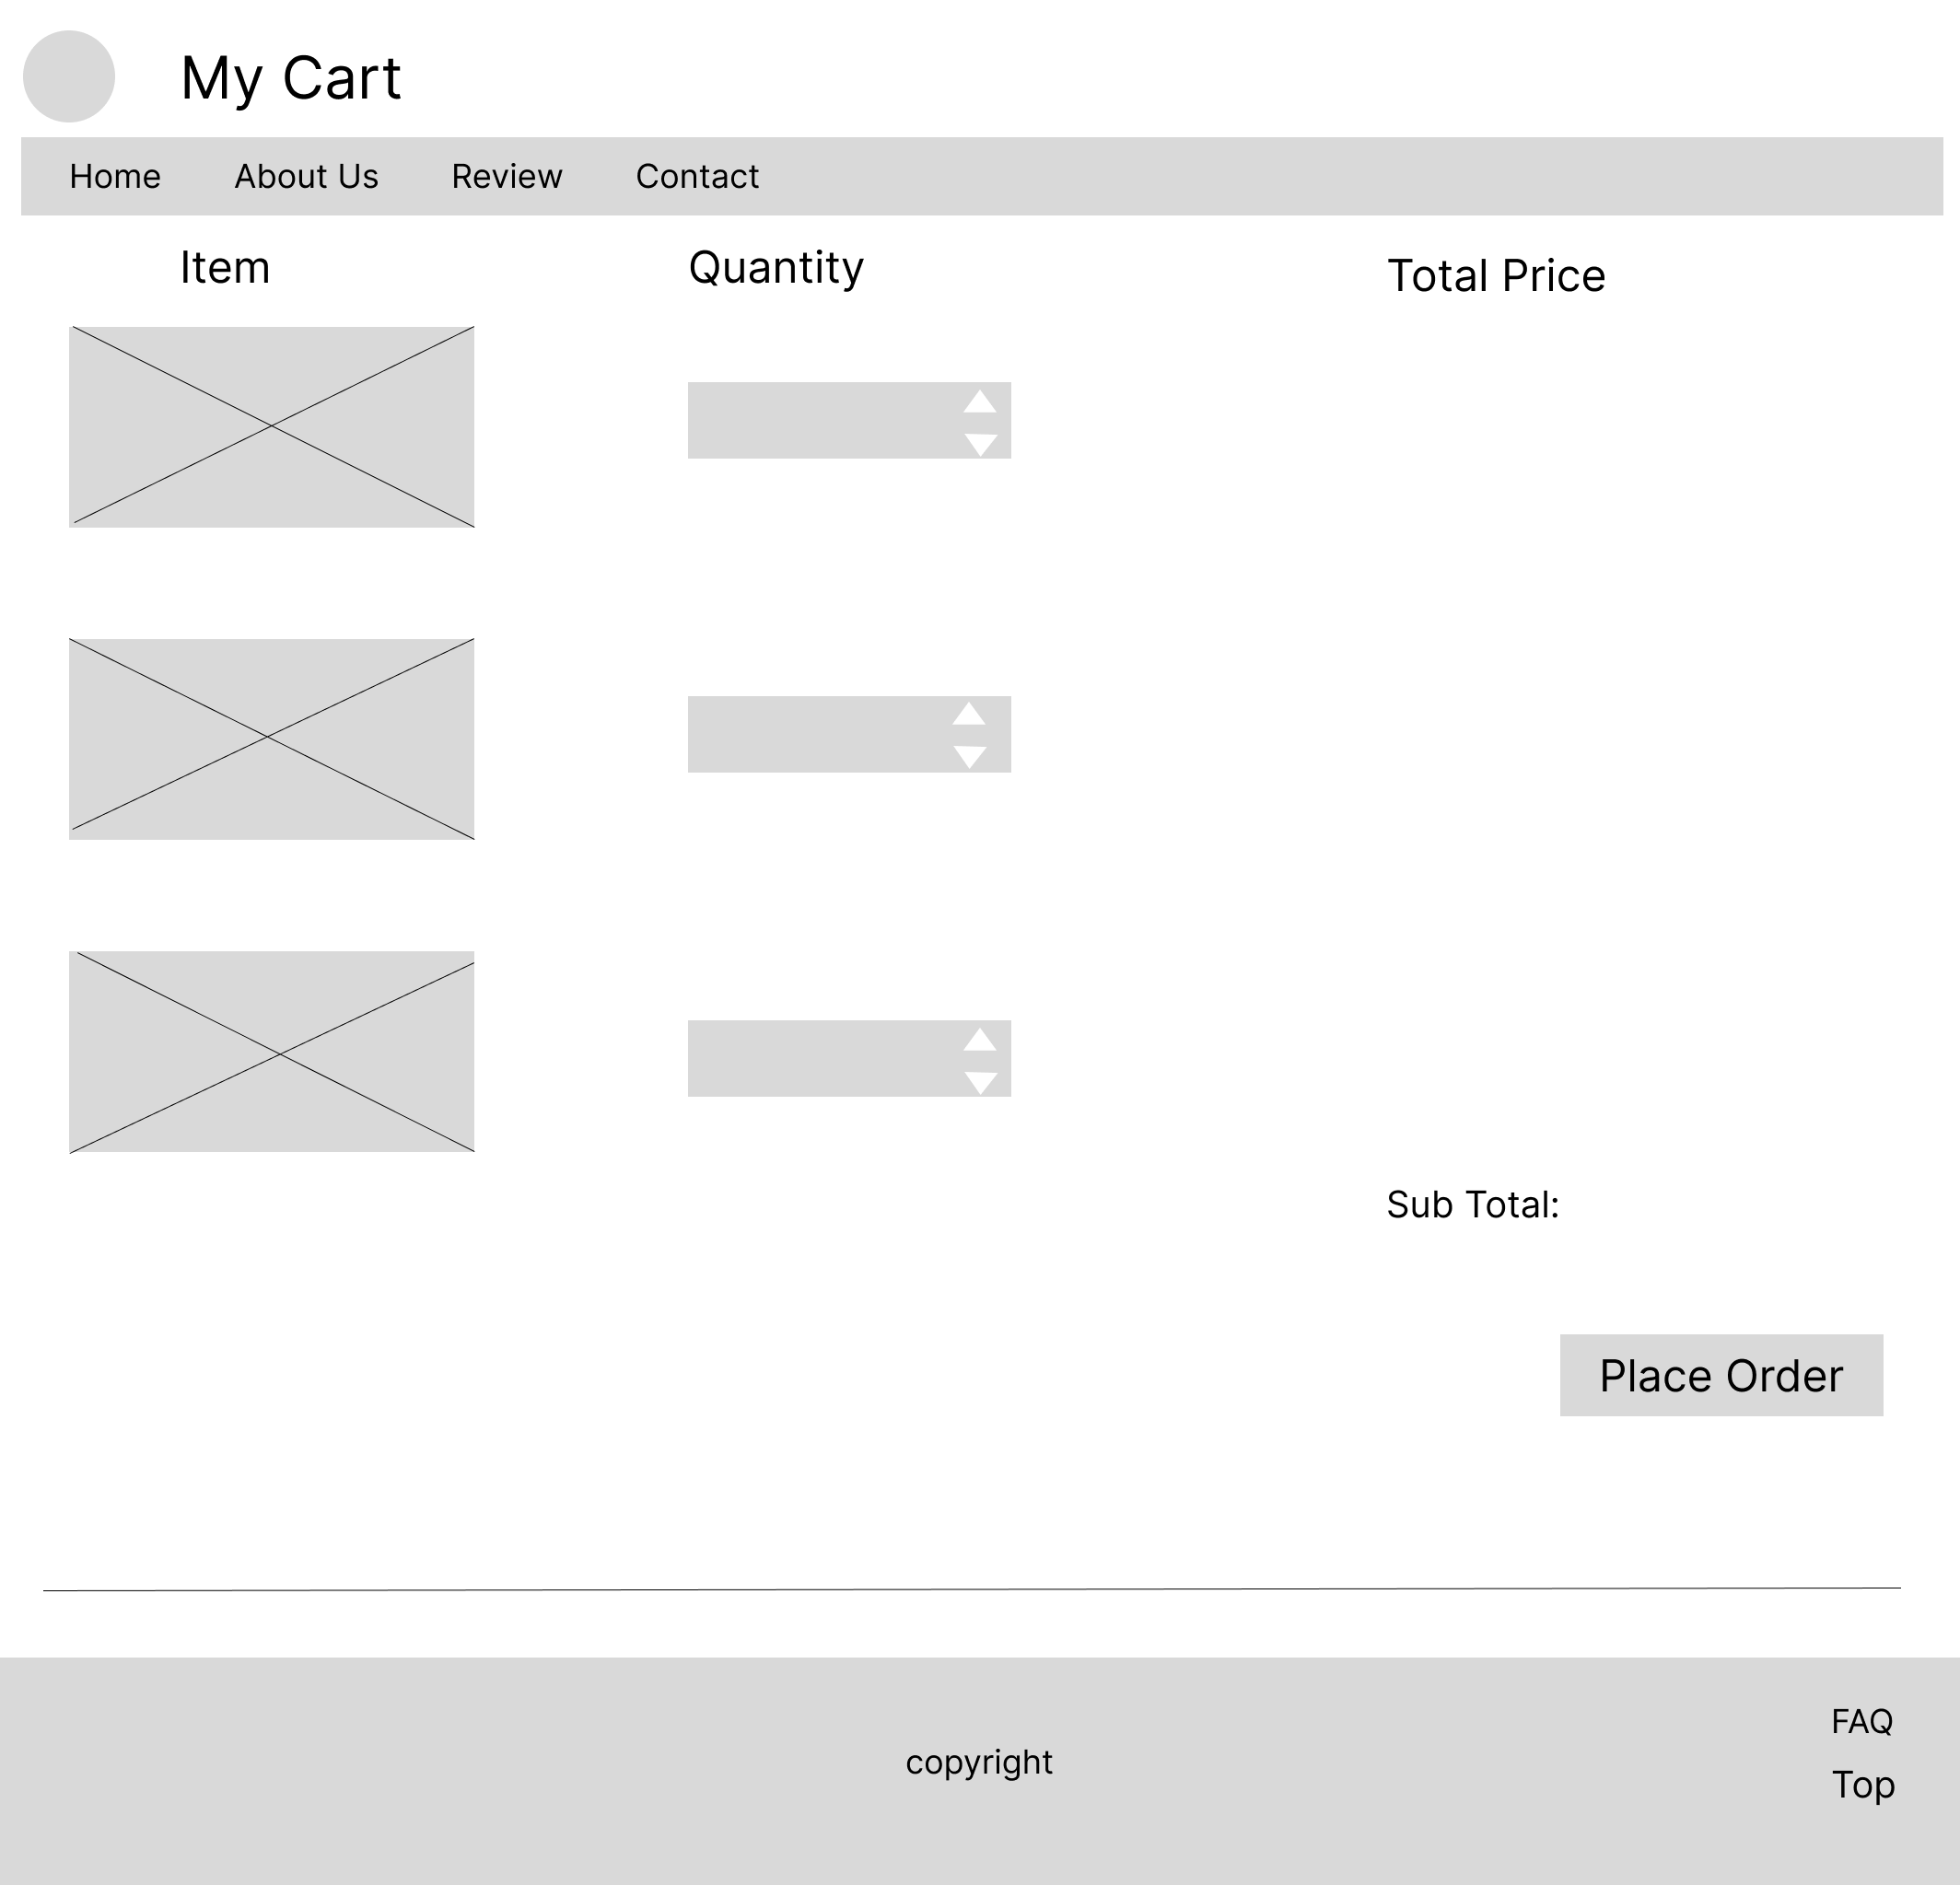 My Cart
Home About Us Review Contact
Item Quantity Total Price
Sub Total:
Place Order
copyright
FAQ
Top